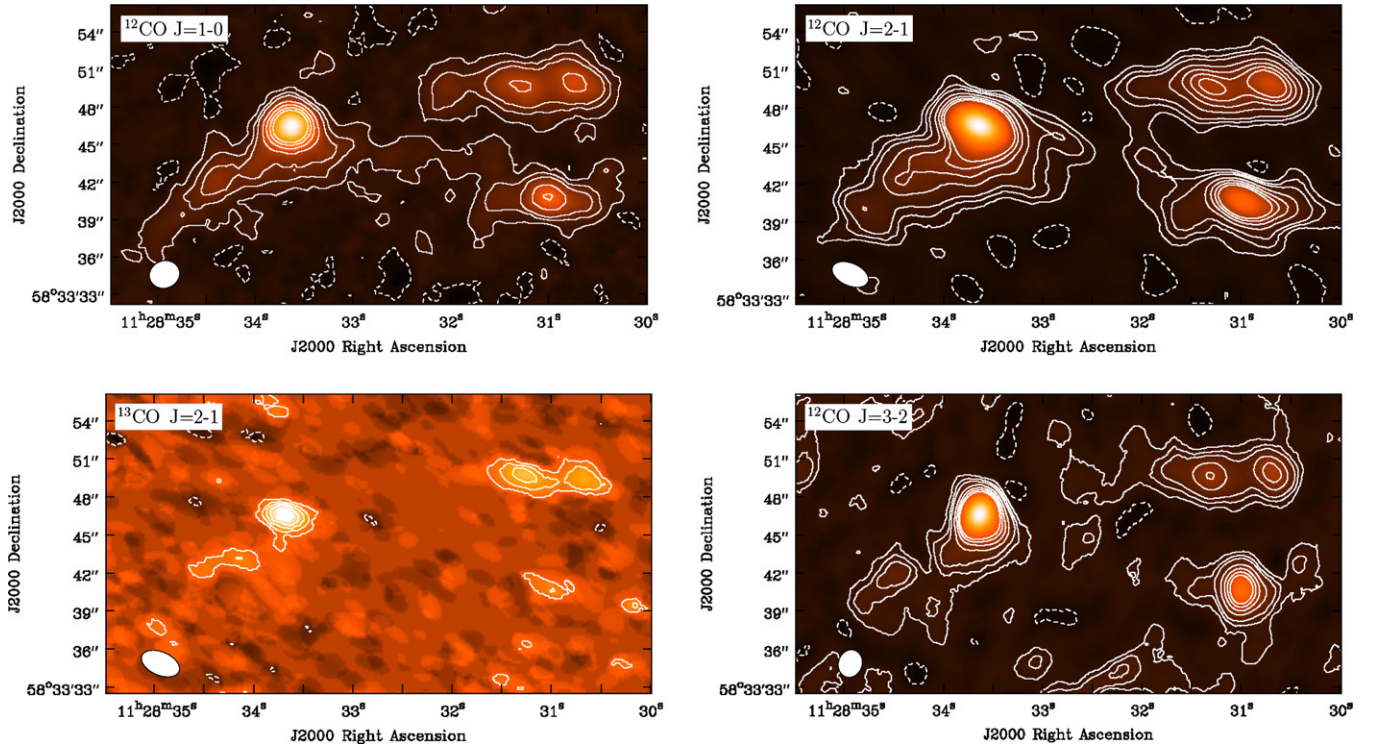 ¹²CO J=1-0
54″
51″
48″
45″
42″
39″
36″
58°33′33″
J2000 Declination
11ʰ28ᵐ35ˢ
34ˢ
33ˢ
32ˢ
31ˢ
30ˢ
J2000 Right Ascension
¹²CO J=2-1
54″
51″
48″
45″
42″
39″
36″
58°33′33″
J2000 Declination
11ʰ28ᵐ35ˢ
34ˢ
33ˢ
32ˢ
31ˢ
30ˢ
J2000 Right Ascension
¹³CO J=2-1
54″
51″
48″
45″
42″
39″
36″
58°33′33″
J2000 Declination
11ʰ28ᵐ35ˢ
34ˢ
33ˢ
32ˢ
31ˢ
30ˢ
J2000 Right Ascension
¹²CO J=3-2
54″
51″
48″
45″
42″
39″
36″
58°33′33″
J2000 Declination
11ʰ28ᵐ35ˢ
34ˢ
33ˢ
32ˢ
31ˢ
30ˢ
J2000 Right Ascension